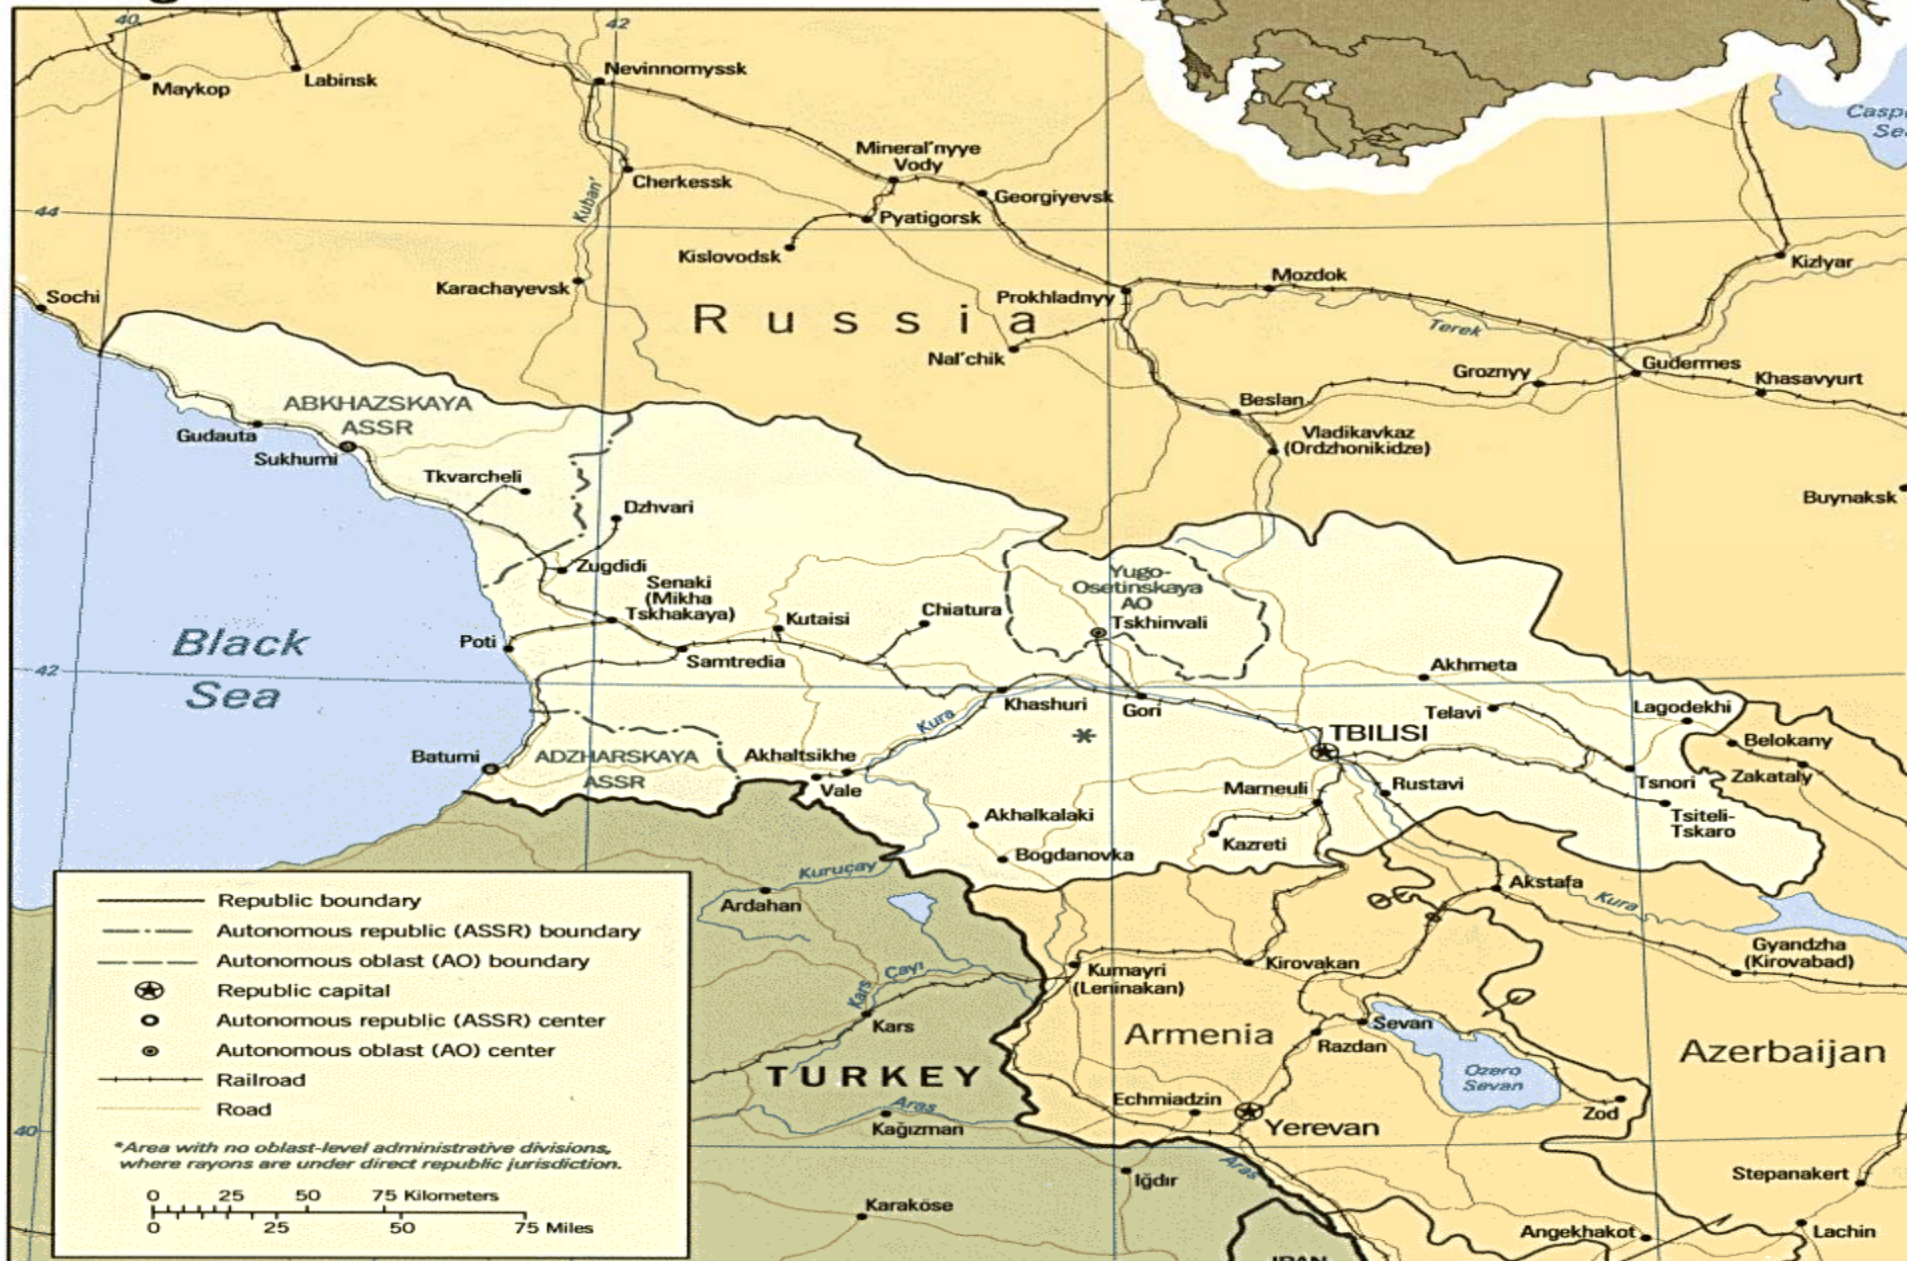 40
42
Maykop
Labinsk
Nevinnomyssk
Caspi
Sea
Mineral'nyye
Vody
Cherkessk
Kuban'
Georgiyevsk
44
Pyatigorsk
Kislovodsk
Kizlyar
Mozdok
Karachayevsk
Sochi
Prokhladnyy
Russia
Terek
Nal'chik
Gudermes
Groznyy
Khasavyurt
Beslan
ABKHAZSKAYA
ASSR
Gudauta
Sukhumi
Vladikavkaz
(Ordzhonikidze)
Tkvarcheli
Buynaksk
Dzhvari
Zugdidi
Yugo-
Osetinskaya
AO
Senaki
(Mikha
Tskhakaya)
Chiatura
Kutaisi
Tskhinvali
Black
Sea
Poti
Samtredia
42
Akhmeta
Khashuri
Gori
Telavi
Lagodekhi
Kura
*
TBILISI
Belokany
Batumi
ADZHARSKAYA
ASSR
Akhaltsikhe
Vale
Marneuli
Rustavi
Tsnori
Zakataly
Akhalkalaki
Tsiteli-
Tskaro
Kazreti
Bogdanovka
Kuruçay
Ardahan
Akstafa
Kura
Republic boundary
Autonomous republic (ASSR) boundary
Autonomous oblast (AO) boundary
Republic capital
Autonomous republic (ASSR) center
Autonomous oblast (AO) center
Railroad
Road
*Area with no oblast-level administrative divisions,
where rayons are under direct republic jurisdiction.
0 25 50 75 Kilometers
0 25 50 75 Miles
Gyandzha
(Kirovabad)
Kumayri
(Leninakan)
Kirovakan
Kars Çayı
Kars
Armenia
Sevan
Razdan
Azerbaijan
TURKEY
Ozero
Sevan
Echmiadzin
Zod
Aras
Kağızman
Yerevan
40
Aras
Iğdır
Stepanakert
Karaköse
Angekhakot
Lachin
IRAN